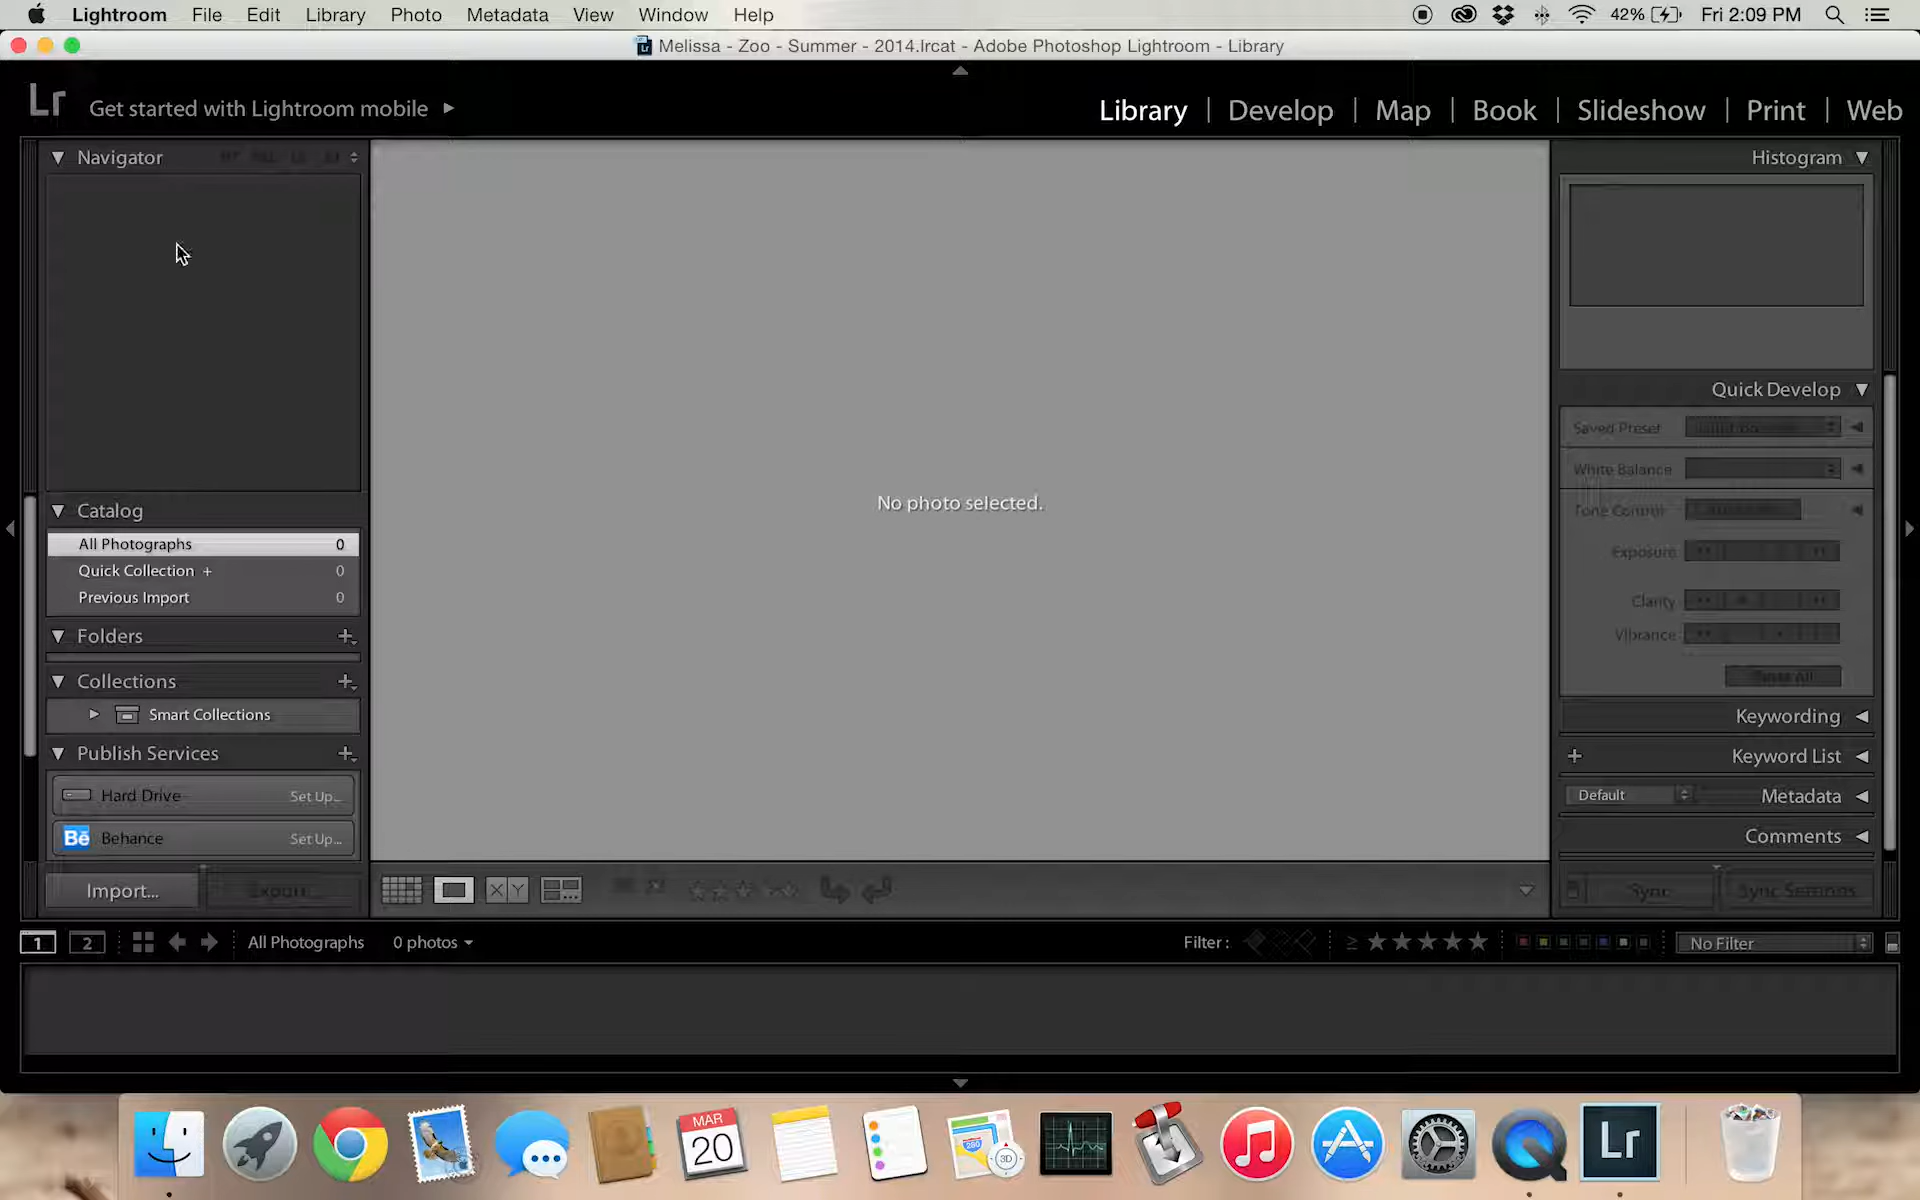 Lightroom File Edit Library Photo Metadata View Window Help 42% Fri 2:09 PM
Melissa - Zoo - Summer - 2014.lrcat - Adobe Photoshop Lightroom - Library
Lr Get started with Lightroom mobile
Library | Develop | Map | Book | Slideshow | Print | Web
Navigator
Histogram
Quick Develop
Saved Preset
White Balance
Tone Control
Exposure
Clarity
Vibrance
Keywording
Keyword List
Default Metadata
Comments
No photo selected.
Catalog
All Photographs 0
Quick Collection + 0
Previous Import 0
Folders
Collections
Smart Collections
Publish Services
Hard Drive Set Up...
Bē Behance Set Up...
Import...
X Y
Sync Sync Settings
1 2 All Photographs 0 photos Filter : ≥ No Filter
MAR
20
280
3D
Lr